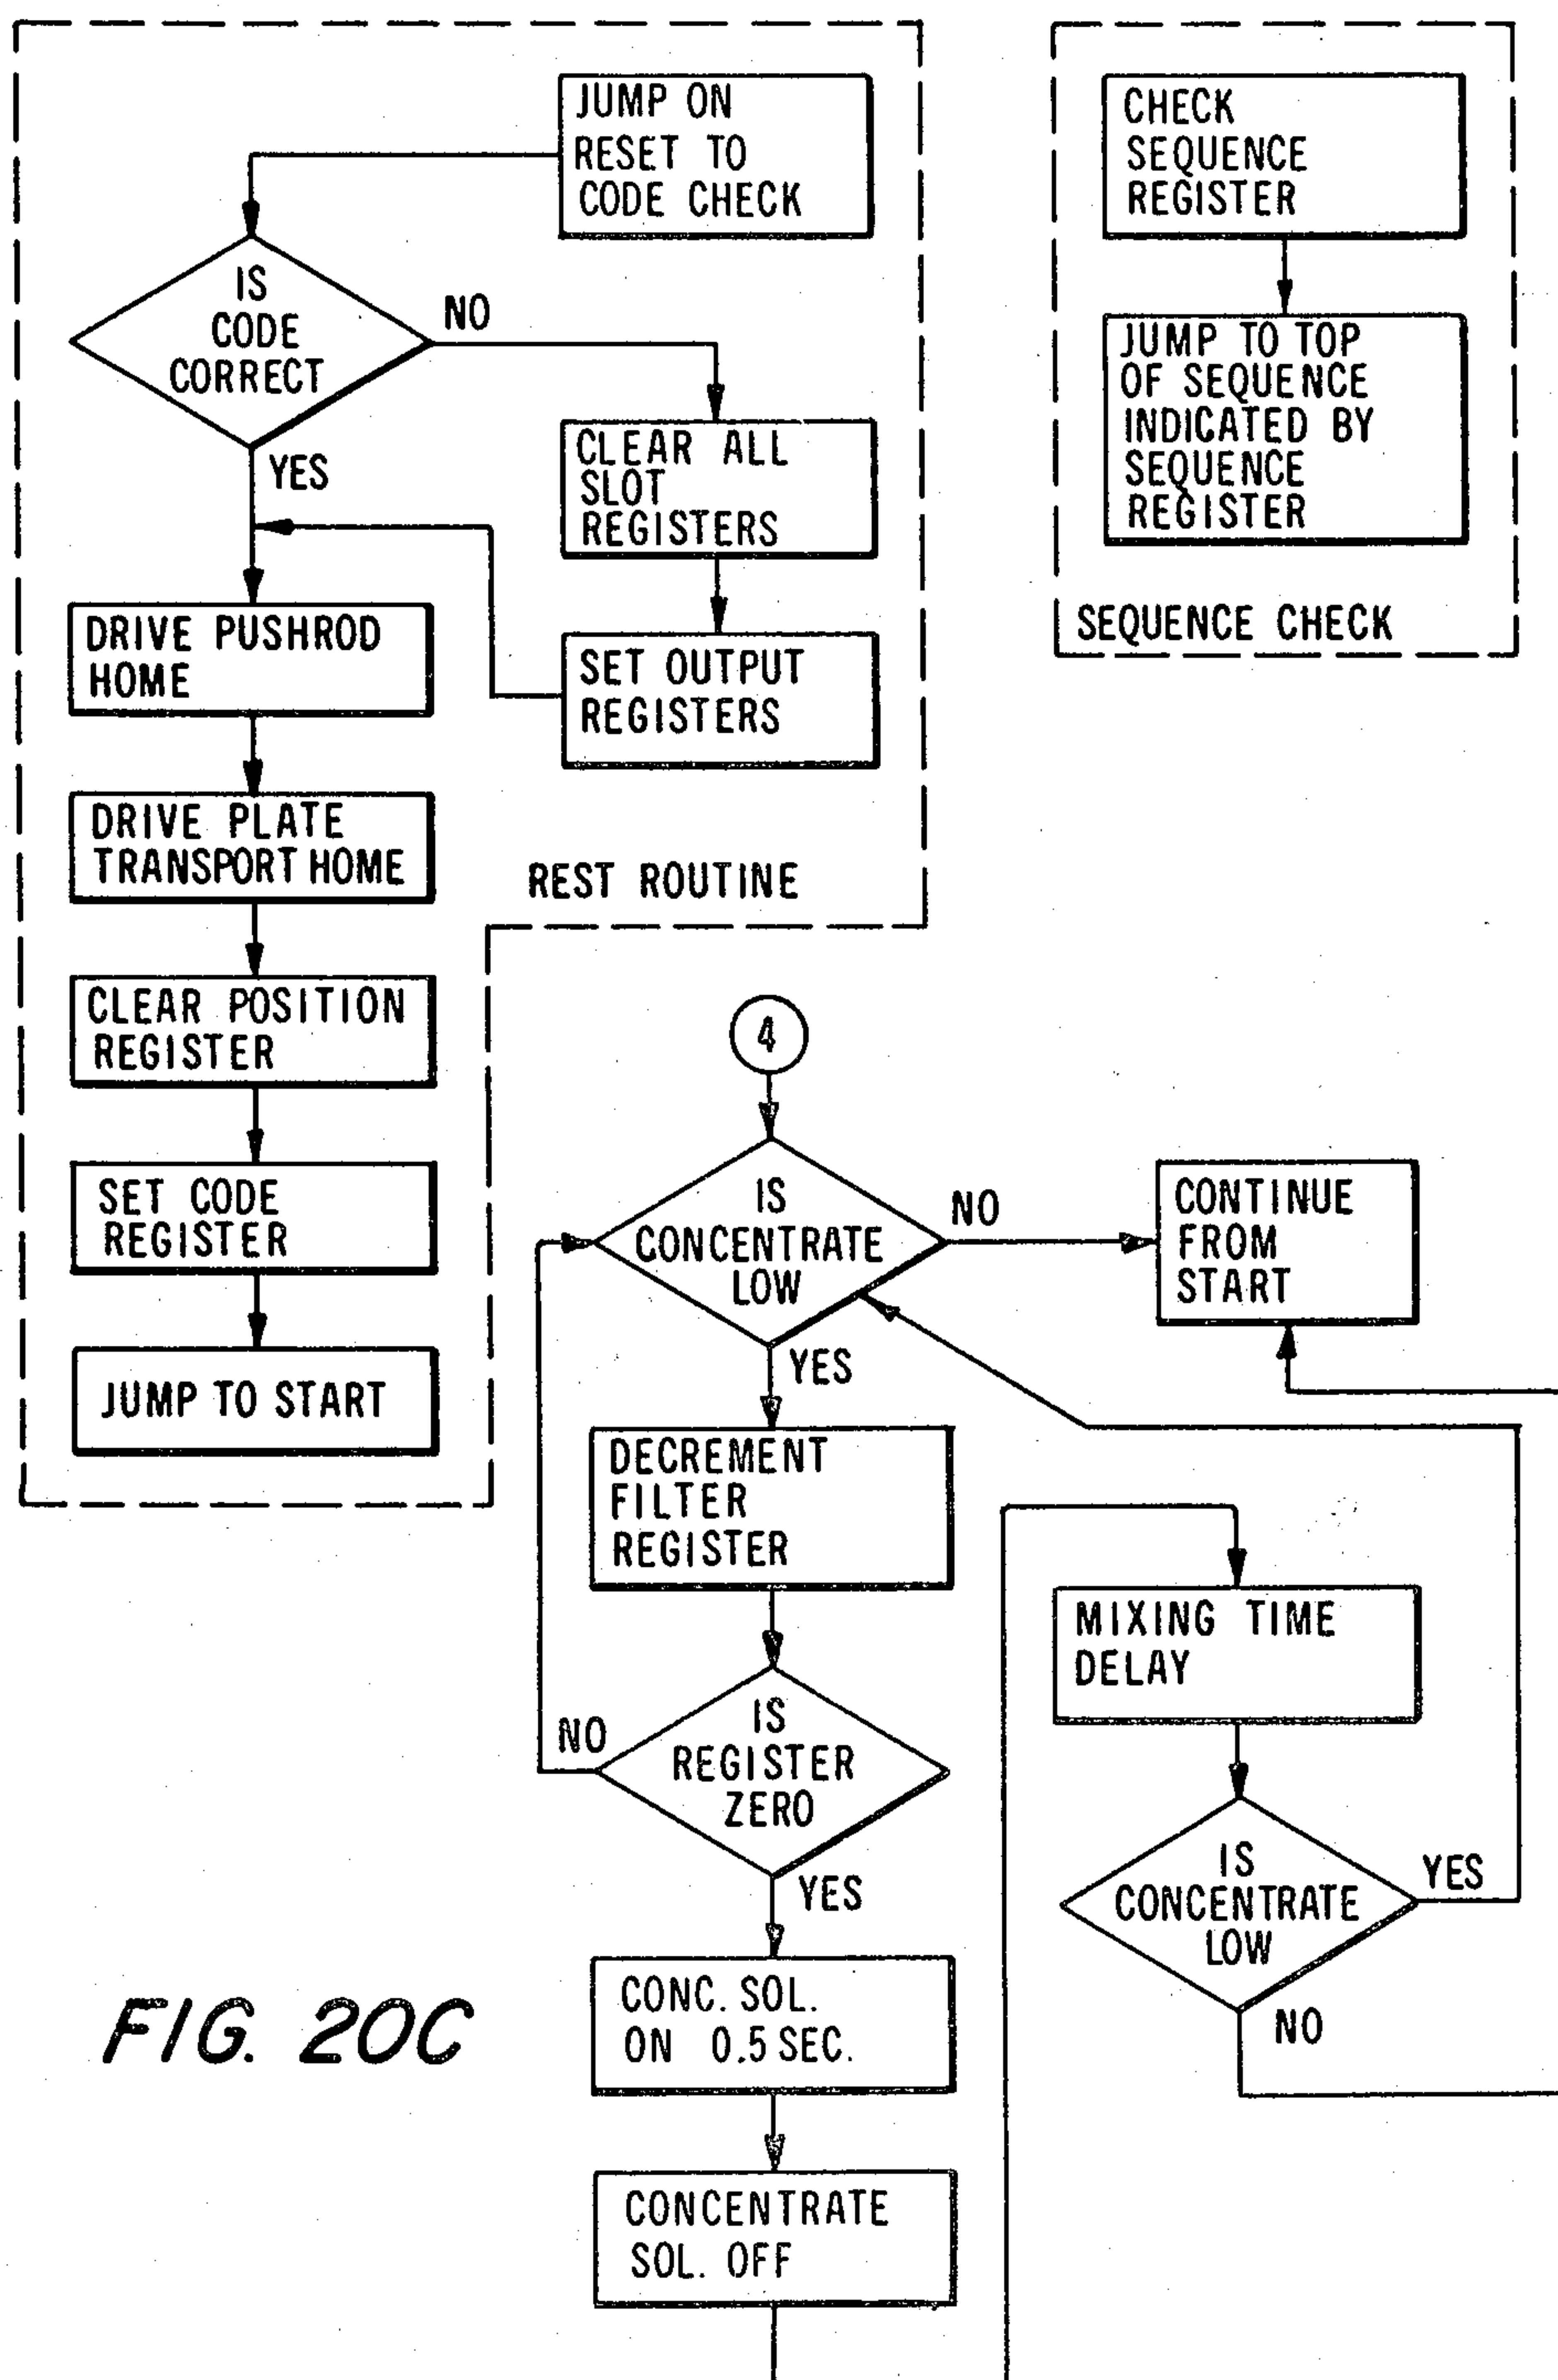 JUMP ON
RESET TO
CODE CHECK
IS
CODE
CORRECT
NO
YES
CLEAR ALL
SLOT
REGISTERS
SET OUTPUT
REGISTERS
DRIVE PUSHROD
HOME
DRIVE PLATE
TRANSPORT HOME
CLEAR POSITION
REGISTER
SET CODE
REGISTER
JUMP TO START
REST ROUTINE
CHECK
SEQUENCE
REGISTER
JUMP TO TOP
OF SEQUENCE
INDICATED BY
SEQUENCE
REGISTER
SEQUENCE CHECK
4
IS
CONCENTRATE
LOW
NO
CONTINUE
FROM
START
YES
DECREMENT
FILTER
REGISTER
IS
REGISTER
ZERO
NO
YES
CONC. SOL.
ON 0.5 SEC.
CONCENTRATE
SOL. OFF
MIXING TIME
DELAY
IS
CONCENTRATE
LOW
YES
NO
FIG. 20C